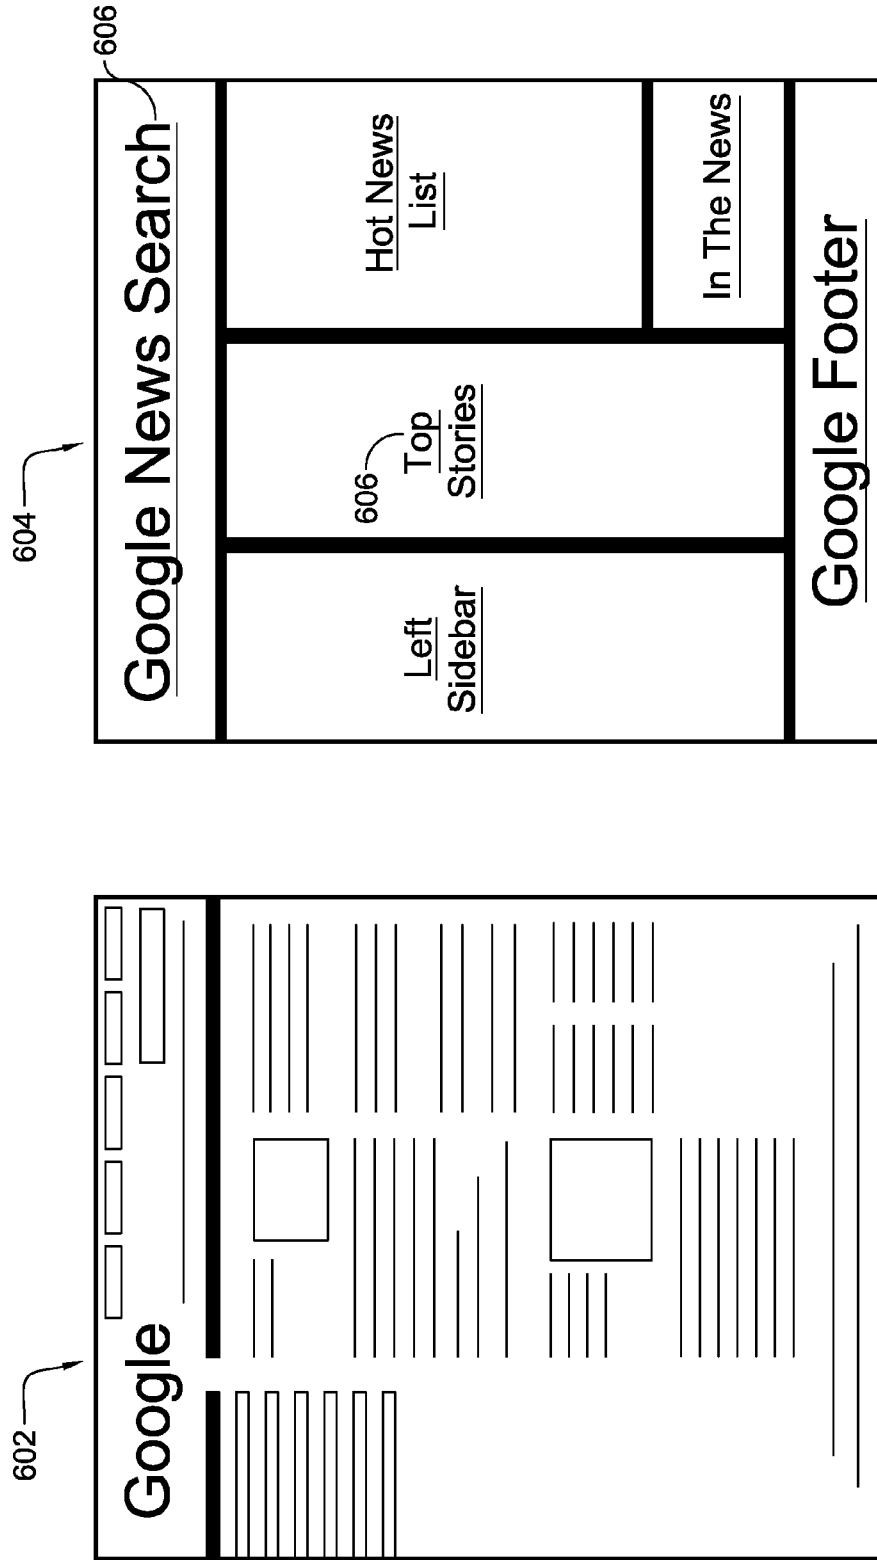 602
Google
604
606
Google News Search
Left
Sidebar
606
Top
Stories
Hot News
List
In The News
Google Footer